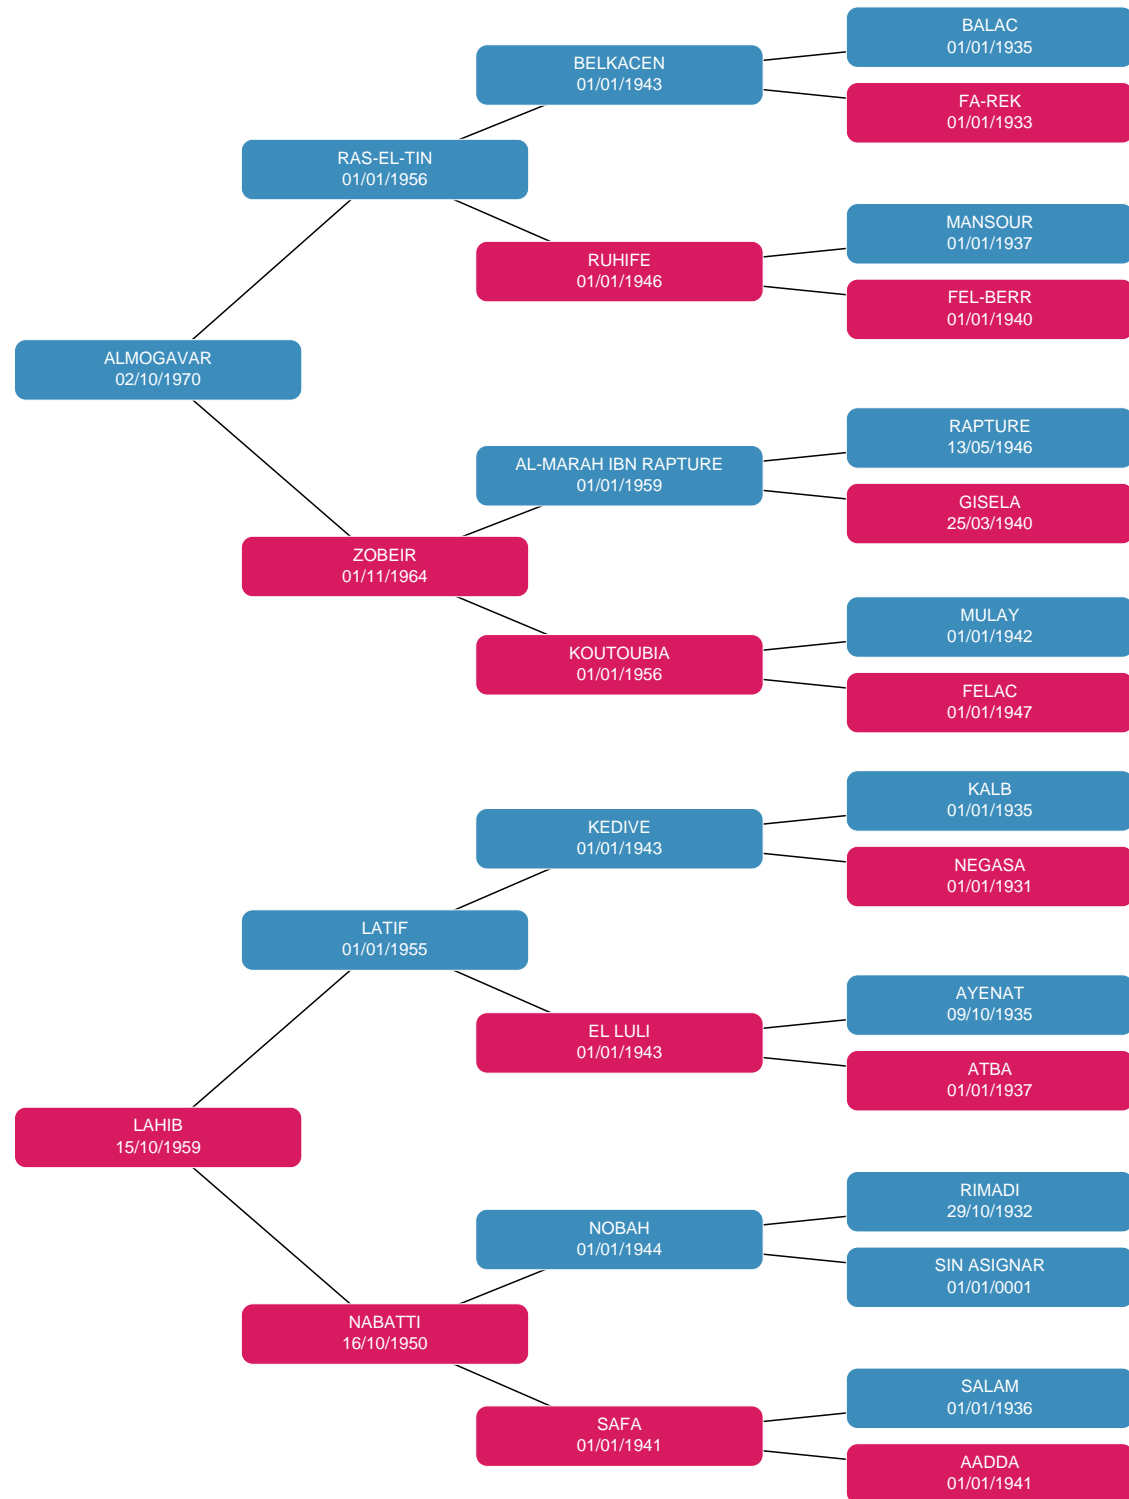 BALAC
01/01/1935
BELKACEN
01/01/1943
FA-REK
01/01/1933
RAS-EL-TIN
01/01/1956
MANSOUR
01/01/1937
RUHIFE
01/01/1946
FEL-BERR
01/01/1940
ALMOGAVAR
02/10/1970
RAPTURE
13/05/1946
AL-MARAH IBN RAPTURE
01/01/1959
GISELA
25/03/1940
ZOBEIR
01/11/1964
MULAY
01/01/1942
KOUTOUBIA
01/01/1956
FELAC
01/01/1947
KALB
01/01/1935
KEDIVE
01/01/1943
NEGASA
01/01/1931
LATIF
01/01/1955
AYENAT
09/10/1935
EL LULI
01/01/1943
ATBA
01/01/1937
LAHIB
15/10/1959
RIMADI
29/10/1932
NOBAH
01/01/1944
SIN ASIGNAR
01/01/0001
NABATTI
16/10/1950
SALAM
01/01/1936
SAFA
01/01/1941
AADDA
01/01/1941